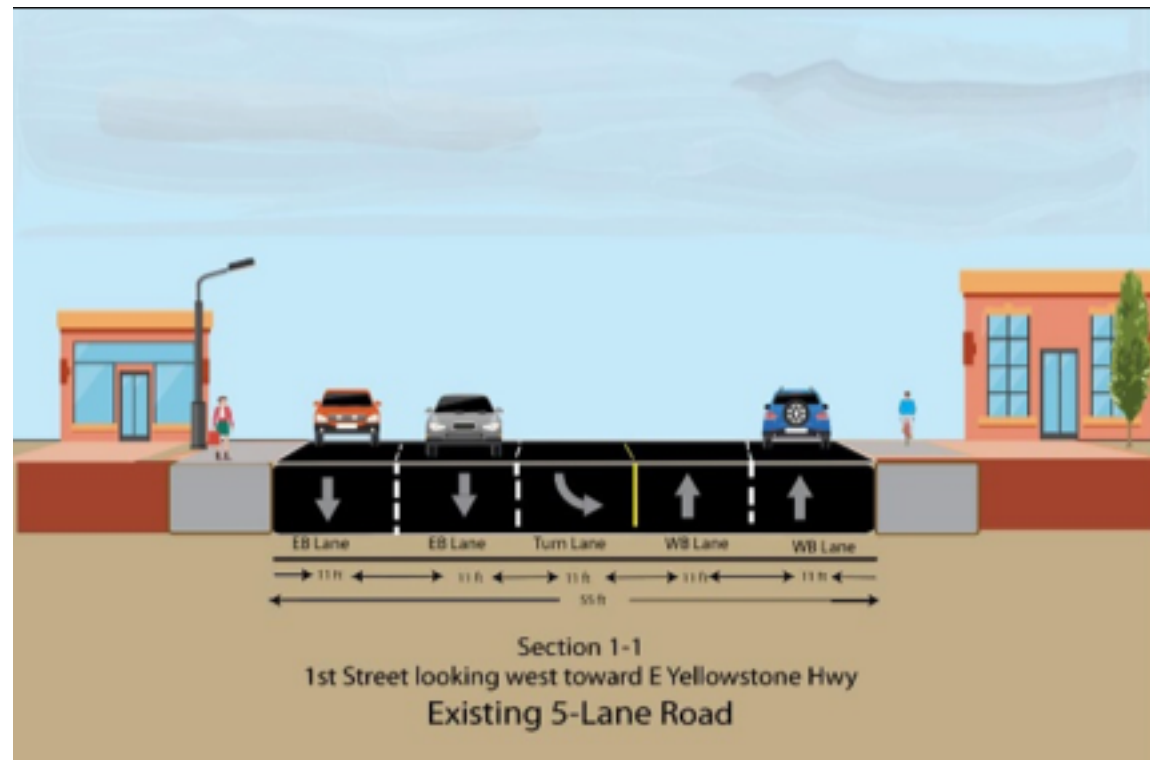 EB Lane EB Lane Turn Lane WB Lane WB Lane
11 ft 11 ft 11 ft 11 ft 11 ft
55 ft
Section 1-1
1st Street looking west toward E Yellowstone Hwy
Existing 5-Lane Road